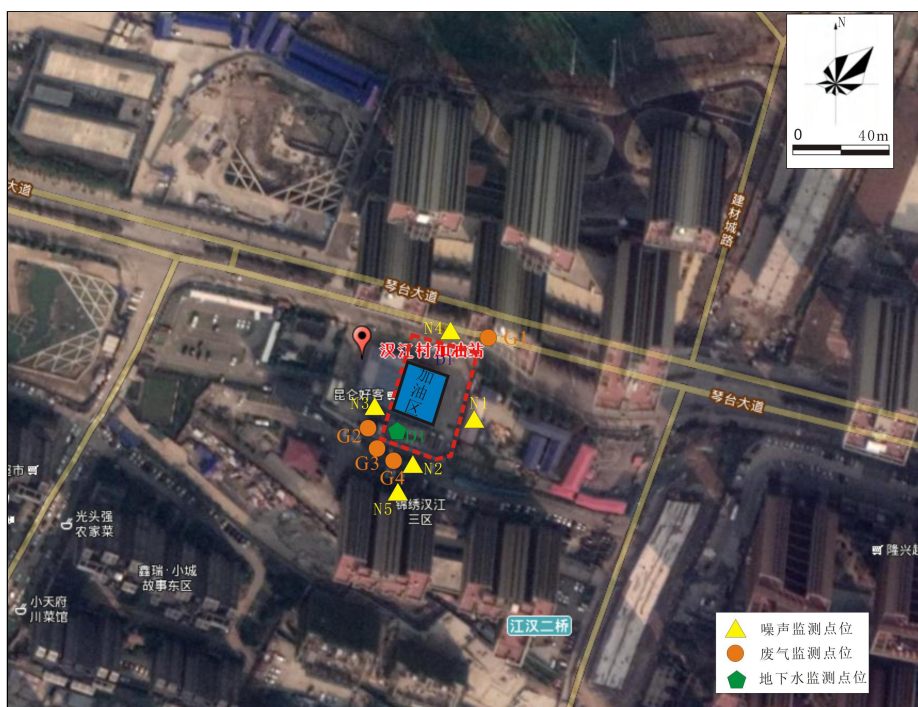 N
0 40m
大道
建材城路
琴台大道
N4
G1
汉江村加油站
加油区
昆仑好客
N3
N1
琴台大道
G2
D1
G3
G4
N2
N5
锦绣汉江
三区
超市
光头强
农家菜
鑫瑞·小城
故事东区
隆兴超
小天府
川菜馆
江汉二桥
噪声监测点位
废气监测点位
地下水监测点位